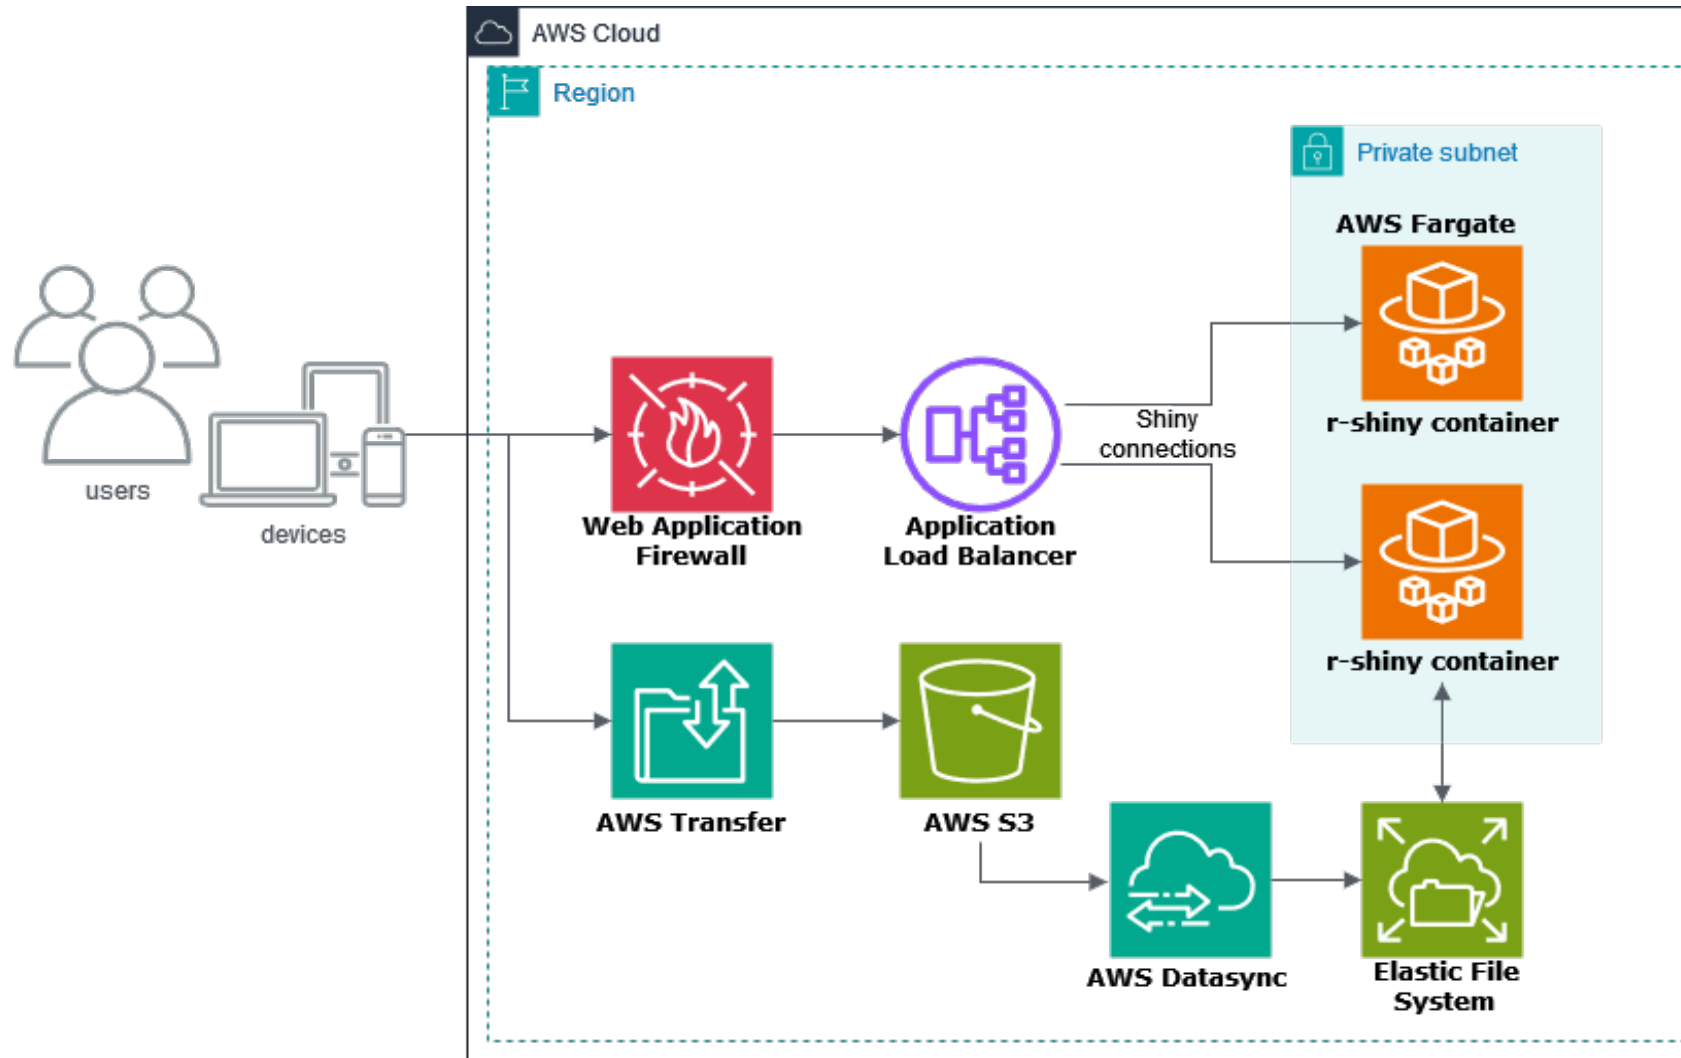 AWS Cloud
Region
Private subnet
AWS Fargate
r-shiny container
Shiny
connections
users
devices
Web Application
Firewall
Application
Load Balancer
r-shiny container
AWS Transfer
AWS S3
AWS Datasync
Elastic File
System